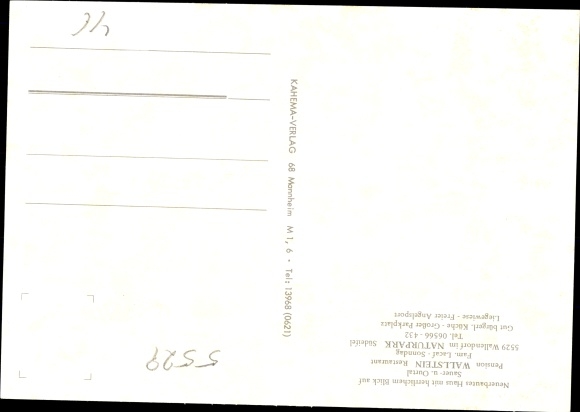 Neuerbautes Haus mit herrlichem Blick auf
Sauer- u. Ourtal
Pension WALLSTEIN Restaurant
Fam. Lacaf - Sonndag
5529 Wallendorf im NATURPARK Südeifel
Tel. 06566 - 432
Gut bürgerl. Küche - Großer Parkplatz
Liegewiese - Freier Angelsport
KAHEMA-VERLAG 68 Mannheim M 1, 6 - Tel: 13968 (0621)